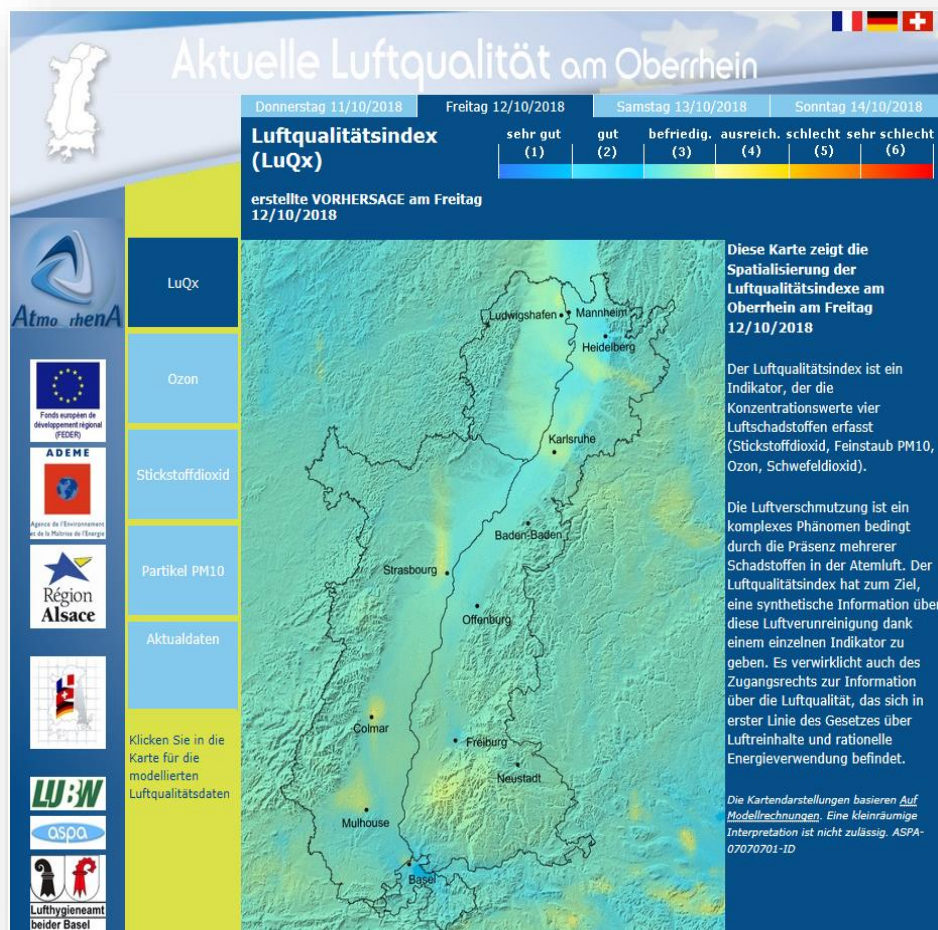 Aktuelle Luftqualität am Oberrhein
Donnerstag 11/10/2018
Freitag 12/10/2018
Samstag 13/10/2018
Sonntag 14/10/2018
Luftqualitätsindex
(LuQx)
sehr gut
(1)
gut
(2)
befriedig.
(3)
ausreich.
(4)
schlecht
(5)
sehr schlecht
(6)
erstellte VORHERSAGE am Freitag
12/10/2018
Atmo rhenA
Fonds européen de
développement régional
(FEDER)
ADEME
Agence de l'Environnement
et de la Maîtrise de l'Energie
Région
Alsace
LUBW
aspa
Lufthygieneamt
beider Basel
LuQx
Ozon
Stickstoffdioxid
Partikel PM10
Aktualdaten
Klicken Sie in die
Karte für die
modellierten
Luftqualitätsdaten
Ludwigshafen
Mannheim
Heidelberg
Karlsruhe
Baden-Baden
Strasbourg
Offenburg
Colmar
Freiburg
Neustadt
Mulhouse
Basel
Diese Karte zeigt die
Spatialisierung der
Luftqualitätsindexe am
Oberrhein am Freitag
12/10/2018
Der Luftqualitätsindex ist ein
Indikator, der die
Konzentrationswerte vier
Luftschadstoffen erfasst
(Stickstoffdioxid, Feinstaub PM10,
Ozon, Schwefeldioxid).
Die Luftverschmutzung ist ein
komplexes Phänomen bedingt
durch die Präsenz mehrerer
Schadstoffen in der Atemluft. Der
Luftqualitätsindex hat zum Ziel,
eine synthetische Information über
diese Luftverunreinigung dank
einem einzelnen Indikator zu
geben. Es verwirklicht auch des
Zugangsrechts zur Information
über die Luftqualität, das sich in
erster Linie des Gesetzes über
Luftreinhalte und rationelle
Energieverwendung befindet.
Die Kartendarstellungen basieren Auf
Modellrechnungen. Eine kleinräumige
Interpretation ist nicht zulässig. ASPA-
07070701-ID